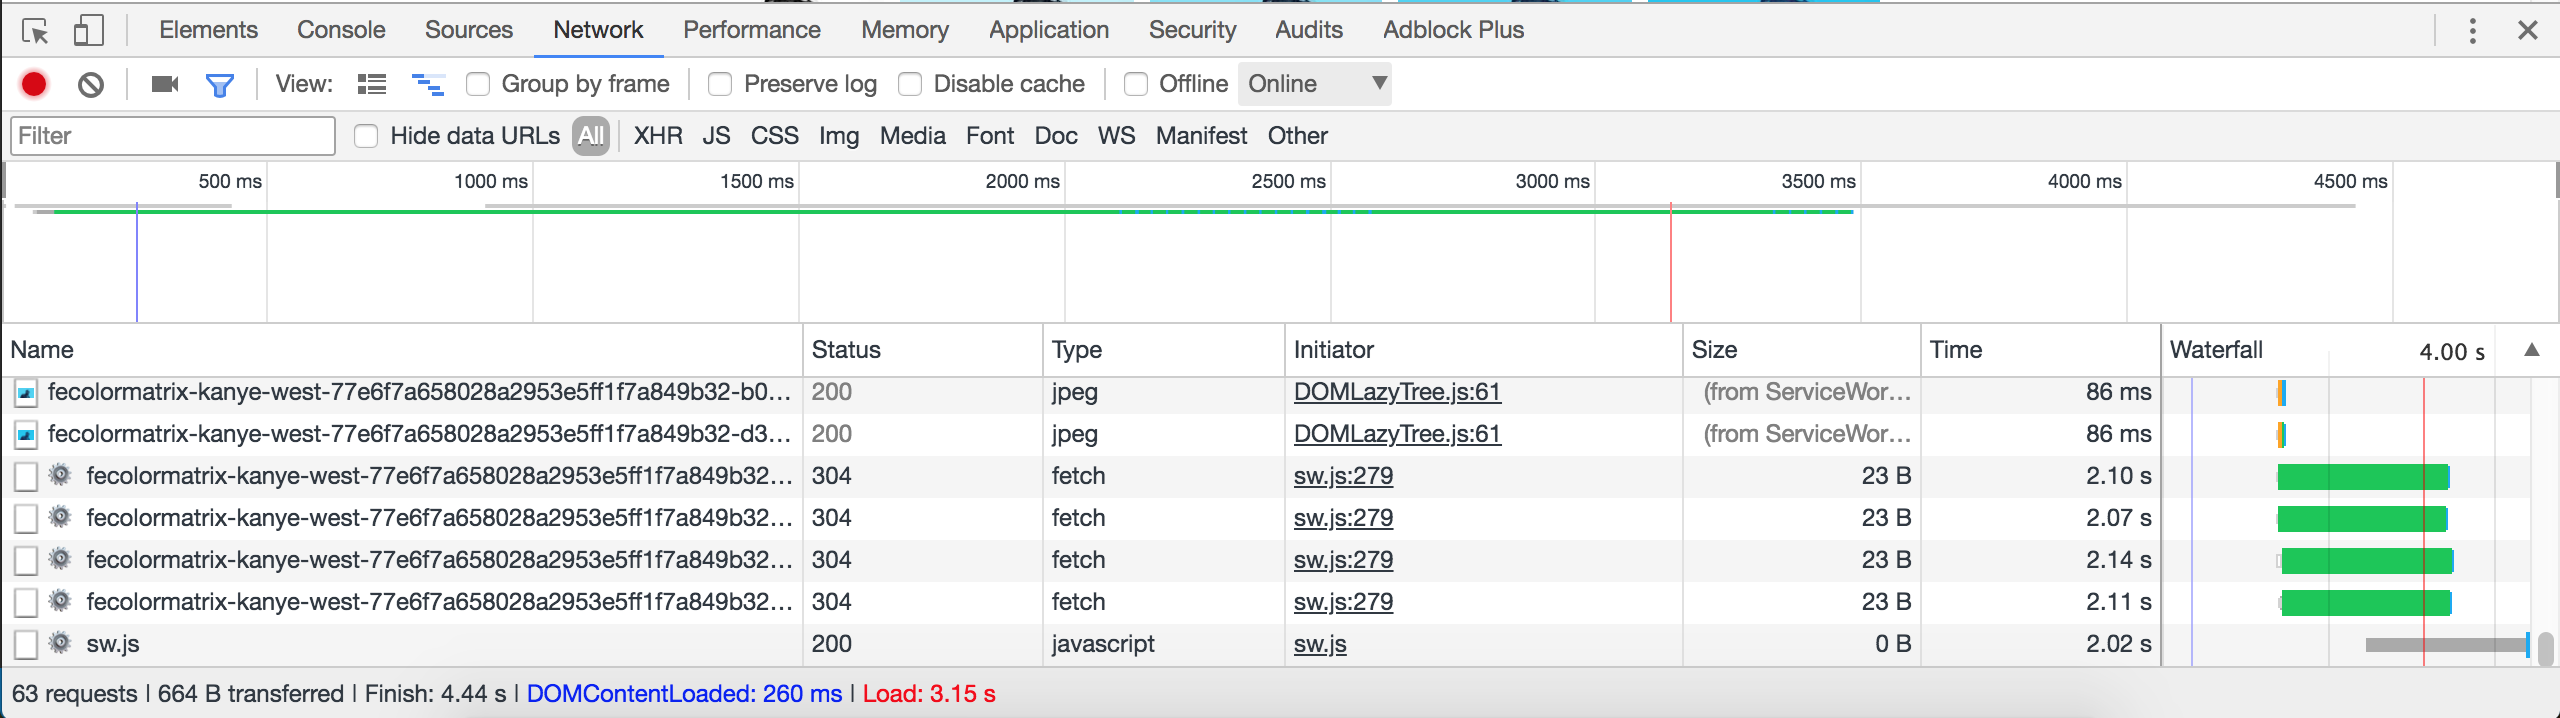 Elements Console Sources Network Performance Memory Application Security Audits Adblock Plus
View: Group by frame Preserve log Disable cache Offline Online
Filter Hide data URLs All XHR JS CSS Img Media Font Doc WS Manifest Other
500 ms 1000 ms 1500 ms 2000 ms 2500 ms 3000 ms 3500 ms 4000 ms 4500 ms
Name Status Type Initiator Size Time Waterfall 4.00 s
fecolormatrix-kanye-west-77e6f7a658028a2953e5ff1f7a849b32-b0... 200 jpeg DOMLazyTree.js:61 (from ServiceWor... 86 ms
fecolormatrix-kanye-west-77e6f7a658028a2953e5ff1f7a849b32-d3... 200 jpeg DOMLazyTree.js:61 (from ServiceWor... 86 ms
fecolormatrix-kanye-west-77e6f7a658028a2953e5ff1f7a849b32... 304 fetch sw.js:279 23 B 2.10 s
fecolormatrix-kanye-west-77e6f7a658028a2953e5ff1f7a849b32... 304 fetch sw.js:279 23 B 2.07 s
fecolormatrix-kanye-west-77e6f7a658028a2953e5ff1f7a849b32... 304 fetch sw.js:279 23 B 2.14 s
fecolormatrix-kanye-west-77e6f7a658028a2953e5ff1f7a849b32... 304 fetch sw.js:279 23 B 2.11 s
sw.js 200 javascript sw.js 0 B 2.02 s
63 requests | 664 B transferred | Finish: 4.44 s | DOMContentLoaded: 260 ms | Load: 3.15 s